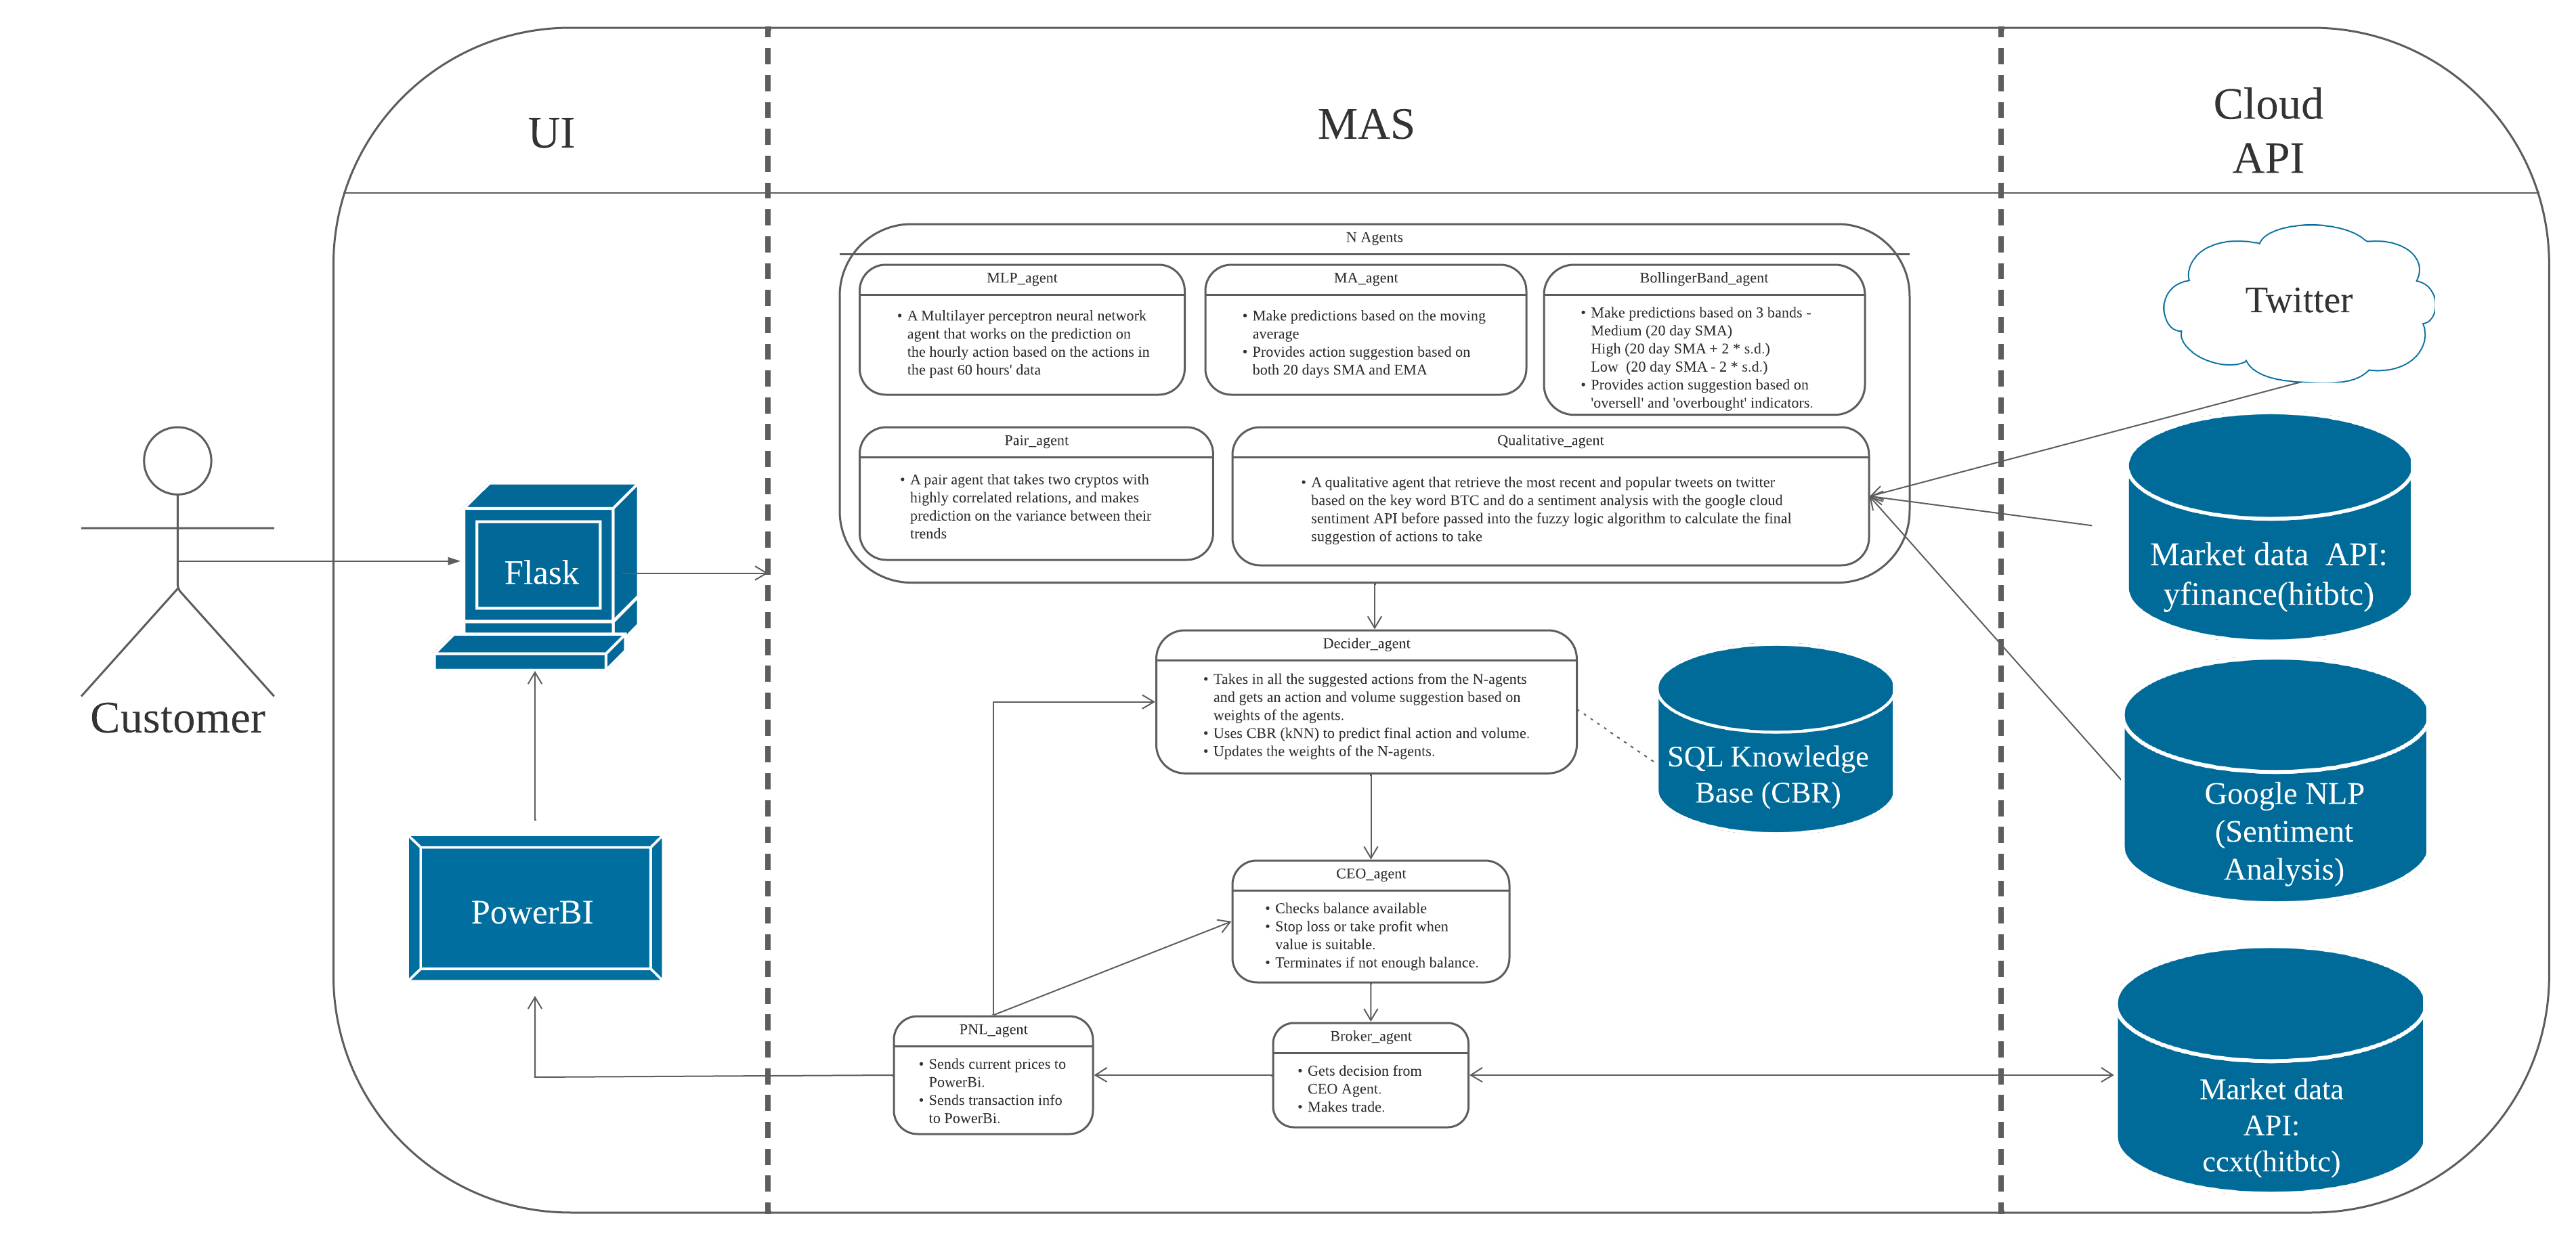 UI
MAS
Cloud
API
N Agents
MLP_agent
• A Multilayer perceptron neural network
agent that works on the prediction on
the hourly action based on the actions in
the past 60 hours' data
MA_agent
• Make predictions based on the moving
average
• Provides action suggestion based on
both 20 days SMA and EMA
BollingerBand_agent
• Make predictions based on 3 bands -
Medium (20 day SMA)
High (20 day SMA + 2 * s.d.)
Low (20 day SMA - 2 * s.d.)
• Provides action suggestion based on
'oversell' and 'overbought' indicators.
Pair_agent
• A pair agent that takes two cryptos with
highly correlated relations, and makes
prediction on the variance between their
trends
Qualitative_agent
• A qualitative agent that retrieve the most recent and popular tweets on twitter
based on the key word BTC and do a sentiment analysis with the google cloud
sentiment API before passed into the fuzzy logic algorithm to calculate the final
suggestion of actions to take
Twitter
Market data API:
yfinance(hitbtc)
Flask
Customer
Decider_agent
• Takes in all the suggested actions from the N-agents
and gets an action and volume suggestion based on
weights of the agents.
• Uses CBR (kNN) to predict final action and volume.
• Updates the weights of the N-agents.
SQL Knowledge
Base (CBR)
Google NLP
(Sentiment
Analysis)
PowerBI
CEO_agent
• Checks balance available
• Stop loss or take profit when
value is suitable.
• Terminates if not enough balance.
PNL_agent
• Sends current prices to
PowerBi.
• Sends transaction info
to PowerBi.
Broker_agent
• Gets decision from
CEO Agent.
• Makes trade.
Market data
API:
ccxt(hitbtc)